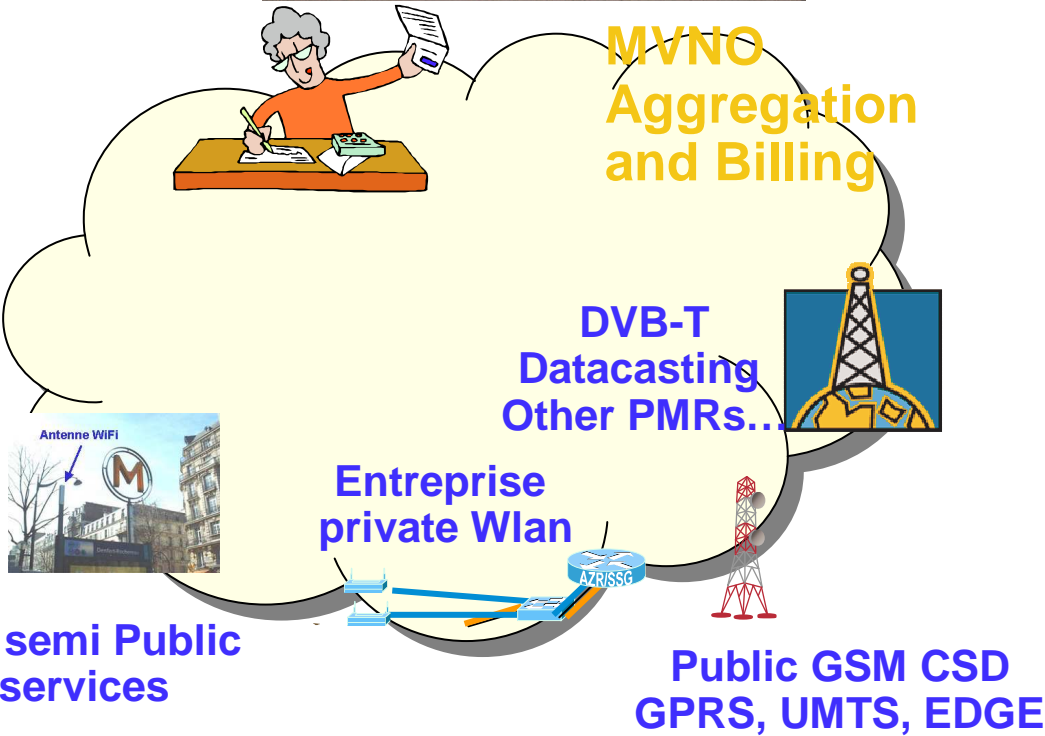 MVNO
Aggregation
and Billing
DVB-T
Datacasting
Other PMRs…
Antenne WiFi
M
Entreprise
private Wlan
AZR/SSG
semi Public
services
Public GSM CSD
GPRS, UMTS, EDGE